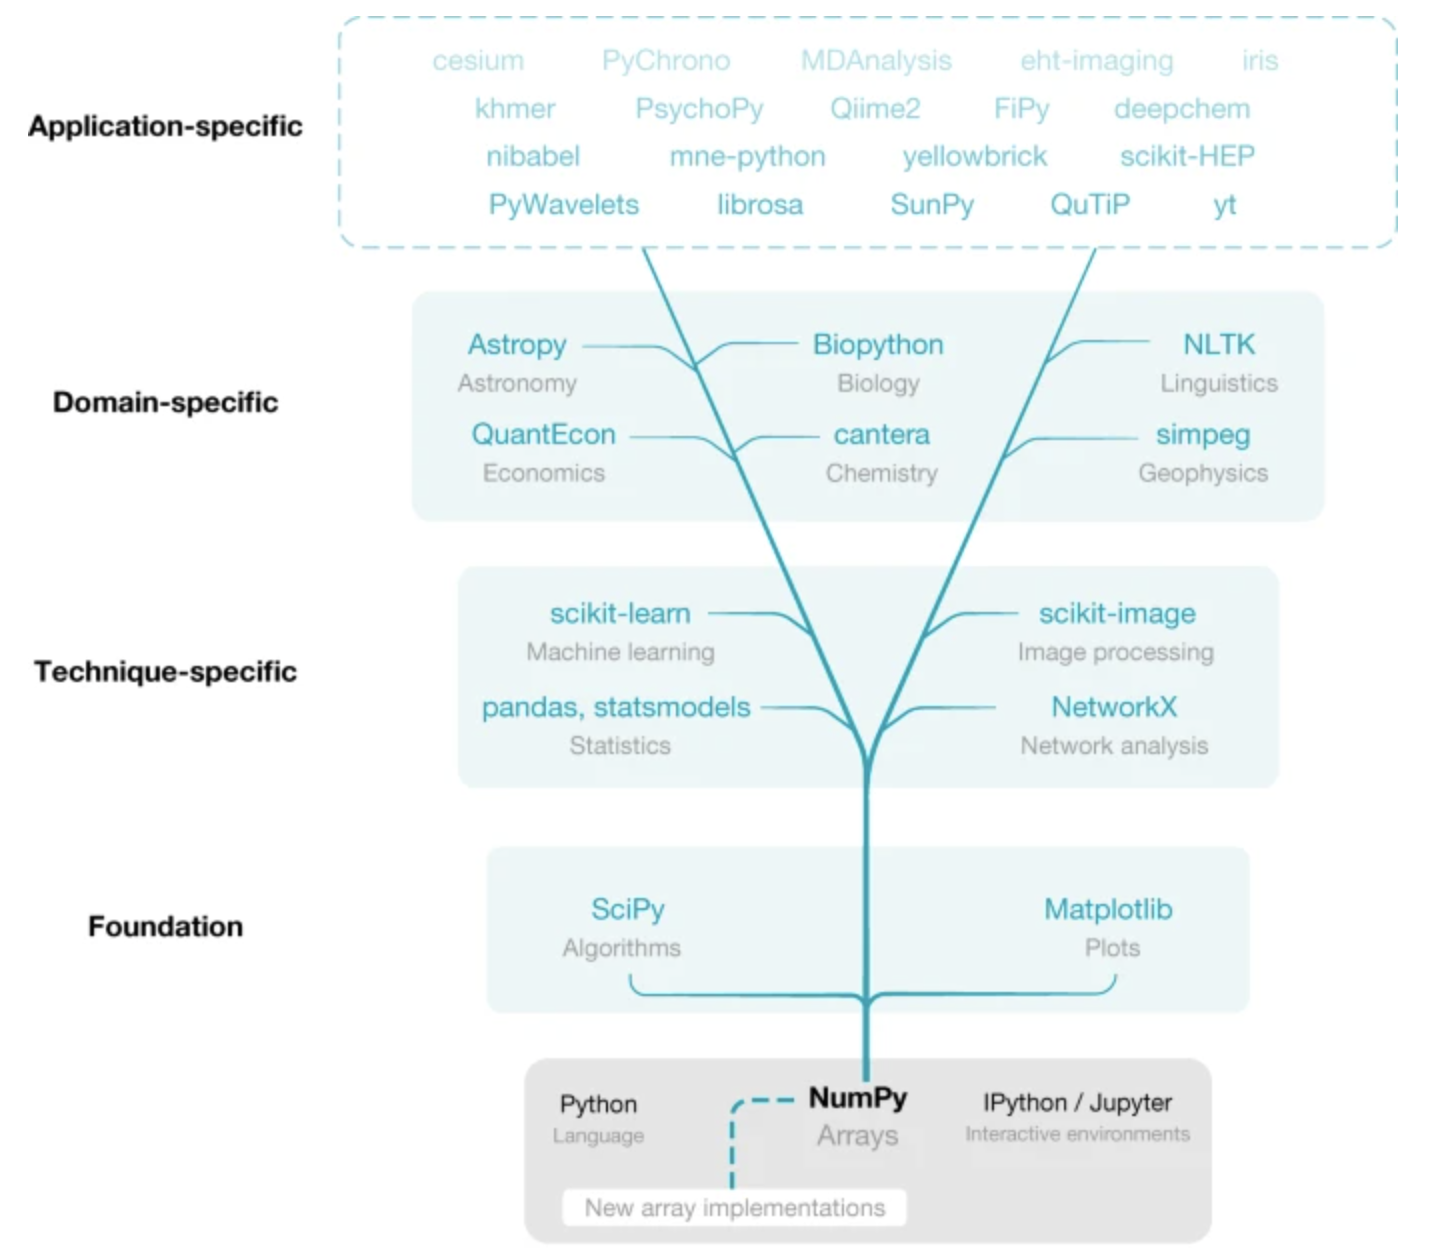 cesium PyChrono MDAnalysis eht-imaging iris
khmer PsychoPy Qiime2 FiPy deepchem
Application-specific
nibabel mne-python yellowbrick scikit-HEP
PyWavelets librosa SunPy QuTiP yt
Astropy Biopython NLTK
Astronomy Biology Linguistics
Domain-specific
QuantEcon cantera simpeg
Economics Chemistry Geophysics
scikit-learn scikit-image
Machine learning Image processing
Technique-specific
pandas, statsmodels NetworkX
Statistics Network analysis
Foundation
SciPy Matplotlib
Algorithms Plots
Python NumPy IPython / Jupyter
Language Arrays Interactive environments
New array implementations